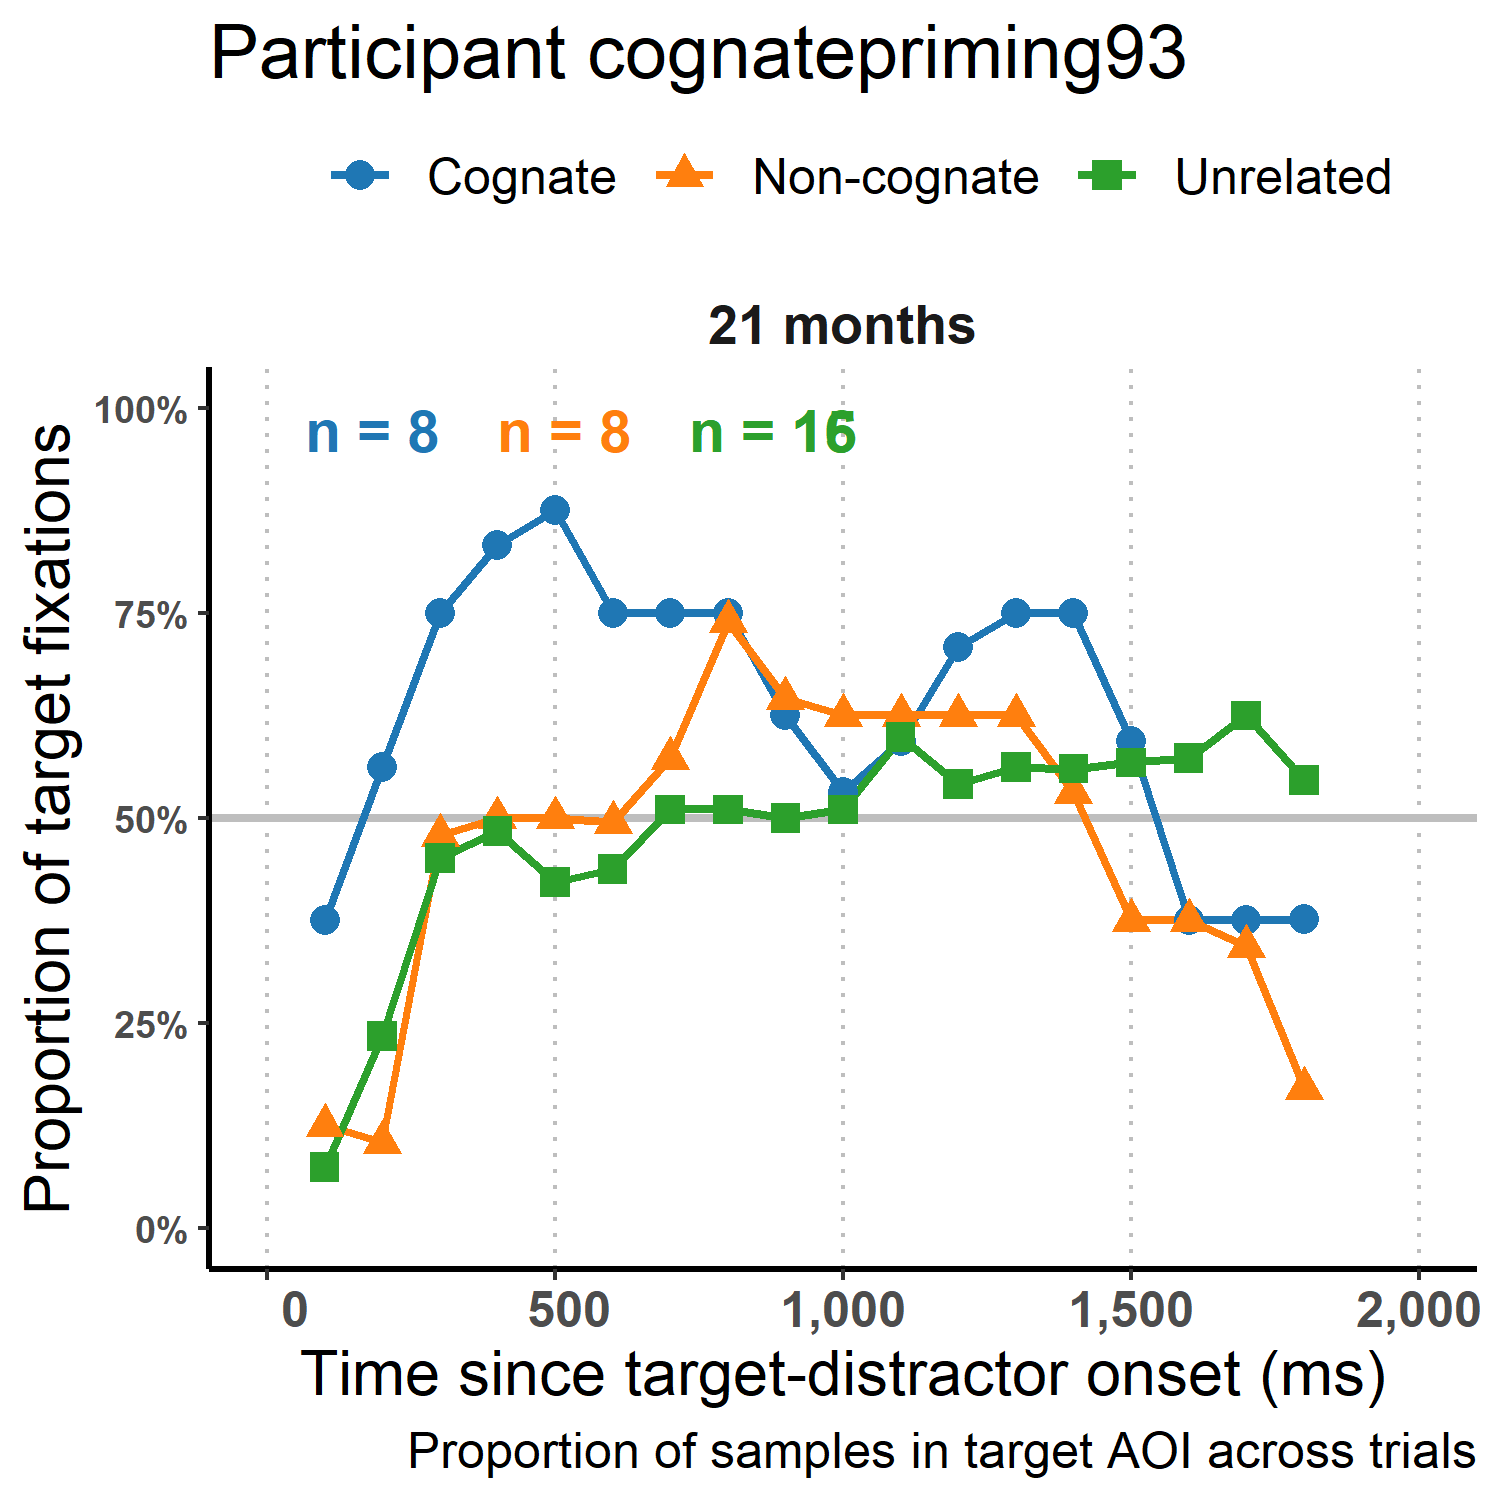 Participant cognatepriming93
Cognate Non-cognate Unrelated
21 months
n = 8 n = 8 n =
100%
75%
50%
25%
0%
Proportion of target fixations
0 500 1,000 1,500 2,000
Time since target-distractor onset (ms)
Proportion of samples in target AOI across trials